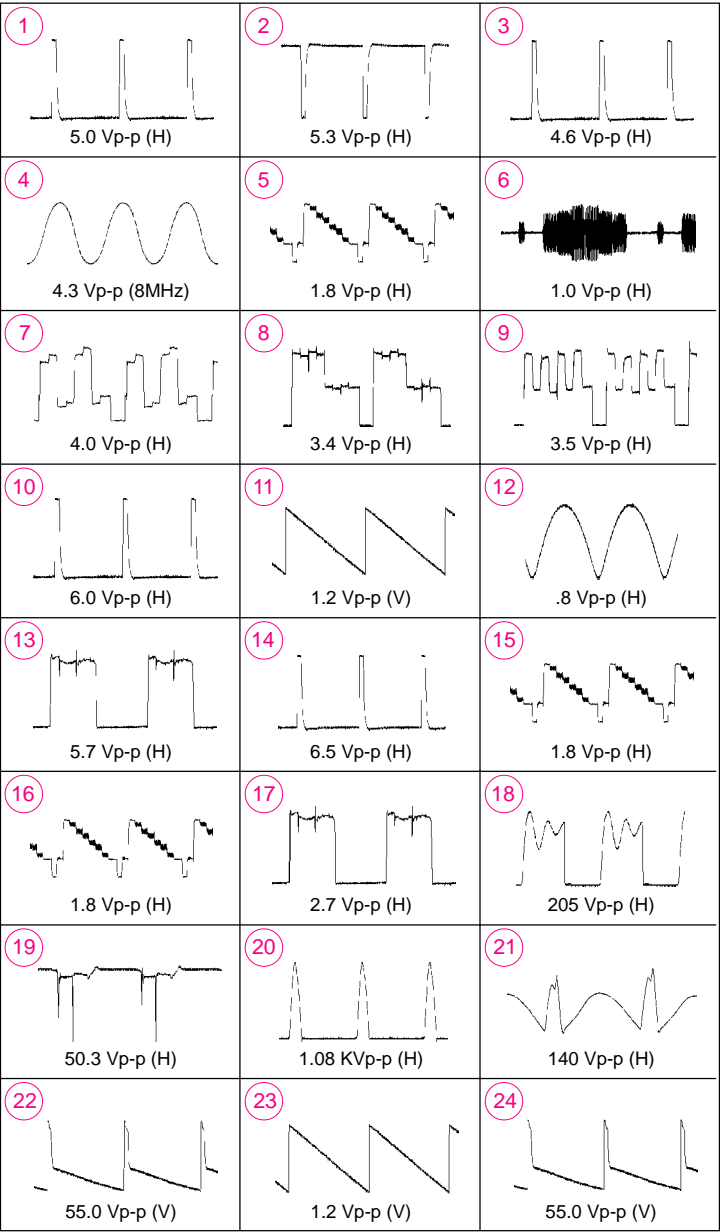 1
5.0 Vp-p (H)
2
5.3 Vp-p (H)
3
4.6 Vp-p (H)
4
4.3 Vp-p (8MHz)
5
1.8 Vp-p (H)
6
1.0 Vp-p (H)
7
4.0 Vp-p (H)
8
3.4 Vp-p (H)
9
3.5 Vp-p (H)
10
6.0 Vp-p (H)
11
1.2 Vp-p (V)
12
.8 Vp-p (H)
13
5.7 Vp-p (H)
14
6.5 Vp-p (H)
15
1.8 Vp-p (H)
16
1.8 Vp-p (H)
17
2.7 Vp-p (H)
18
205 Vp-p (H)
19
50.3 Vp-p (H)
20
1.08 KVp-p (H)
21
140 Vp-p (H)
22
55.0 Vp-p (V)
23
1.2 Vp-p (V)
24
55.0 Vp-p (V)